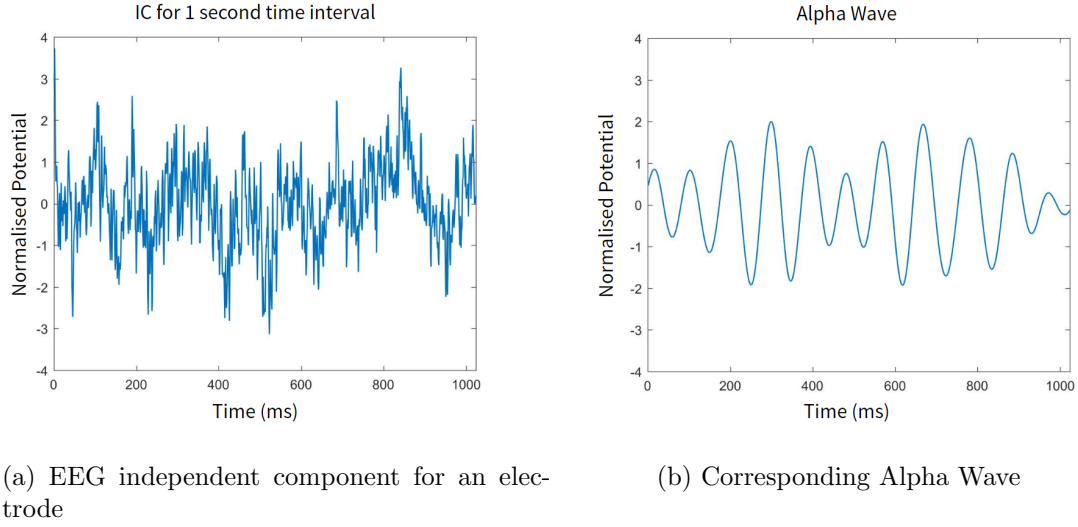 IC for 1 second time interval
4
3
2
1
0
-1
-2
-3
-4
Normalised Potential
0 200 400 600 800 1000
Time (ms)
Alpha Wave
4
3
2
1
0
-1
-2
-3
-4
Normalised Potential
0 200 400 600 800 1000
Time (ms)
(a) EEG independent component for an elec-
trode
(b) Corresponding Alpha Wave